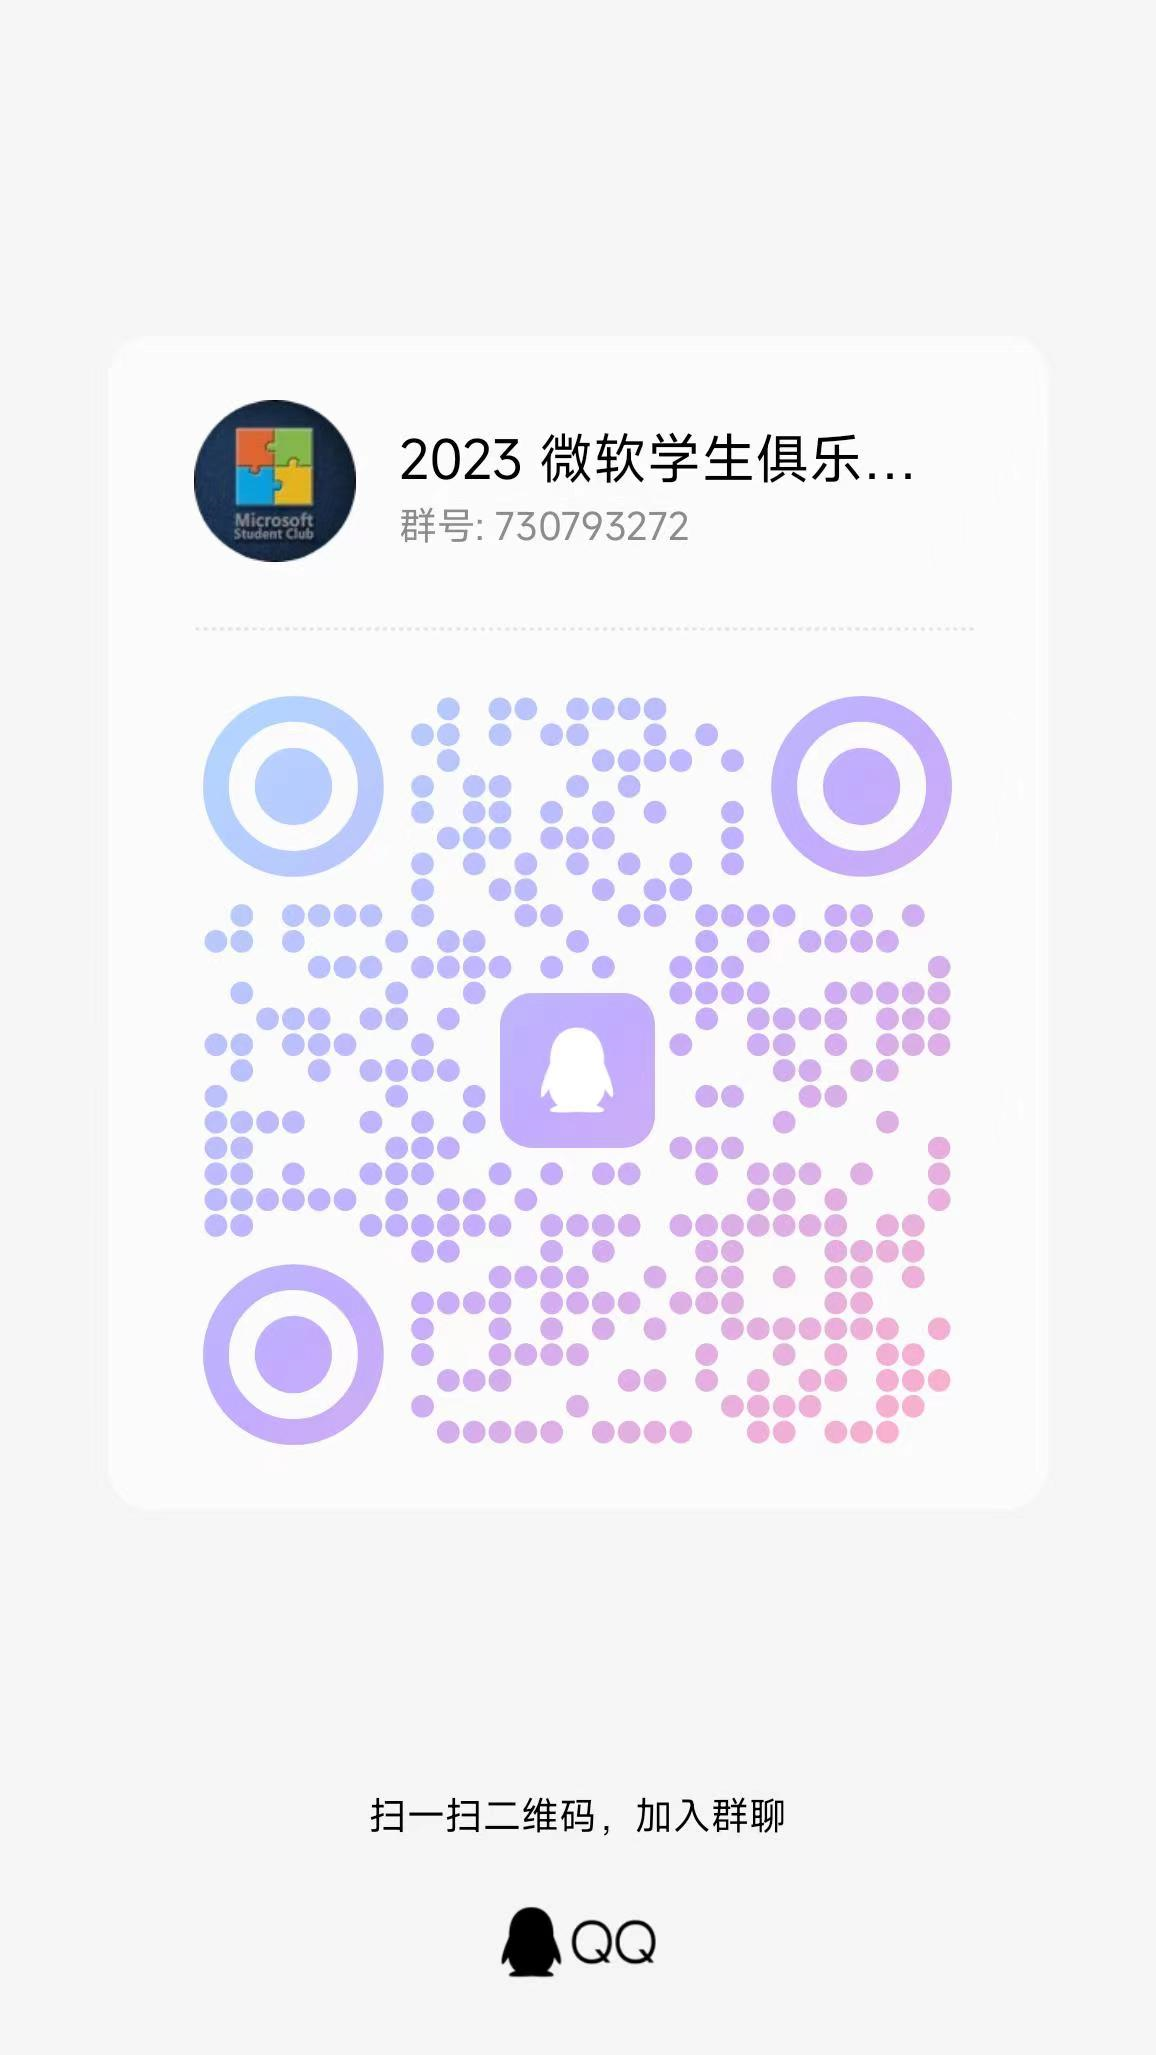 Microsoft
Student Club
2023 微软学生俱乐...
群号: 730793272
扫一扫二维码，加入群聊
QQ